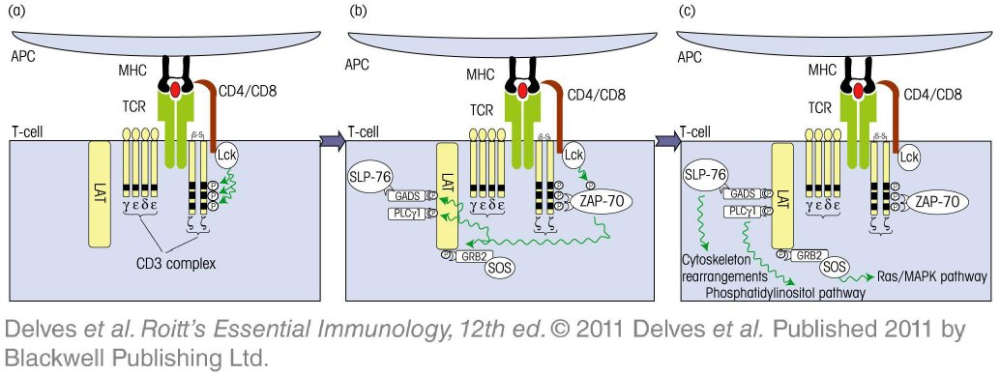 (a)
APC
MHC
CD4/CD8
TCR
T-cell
Lck
LAT
P
P
P
γ ε δ ε
ζ ζ
CD3 complex
S-S
(b)
APC
MHC
CD4/CD8
TCR
T-cell
S-S
Lck
SLP-76
LAT
P
GADS
P
PLCγ1
P
P
P
P
ZAP-70
γ ε δ ε
ζ ζ
P
GRB2
SOS
(c)
APC
MHC
CD4/CD8
TCR
T-cell
S-S
Lck
SLP-76
LAT
GADS
P
PLCγ1
P
P
P
P
ZAP-70
γ ε δ ε
ζ ζ
P
GRB2
SOS
Cytoskeleton
rearrangements
Ras/MAPK pathway
Phosphatidylinositol pathway
Delves et al. Roitt’s Essential Immunology, 12th ed. © 2011 Delves et al. Published 2011 by
Blackwell Publishing Ltd.